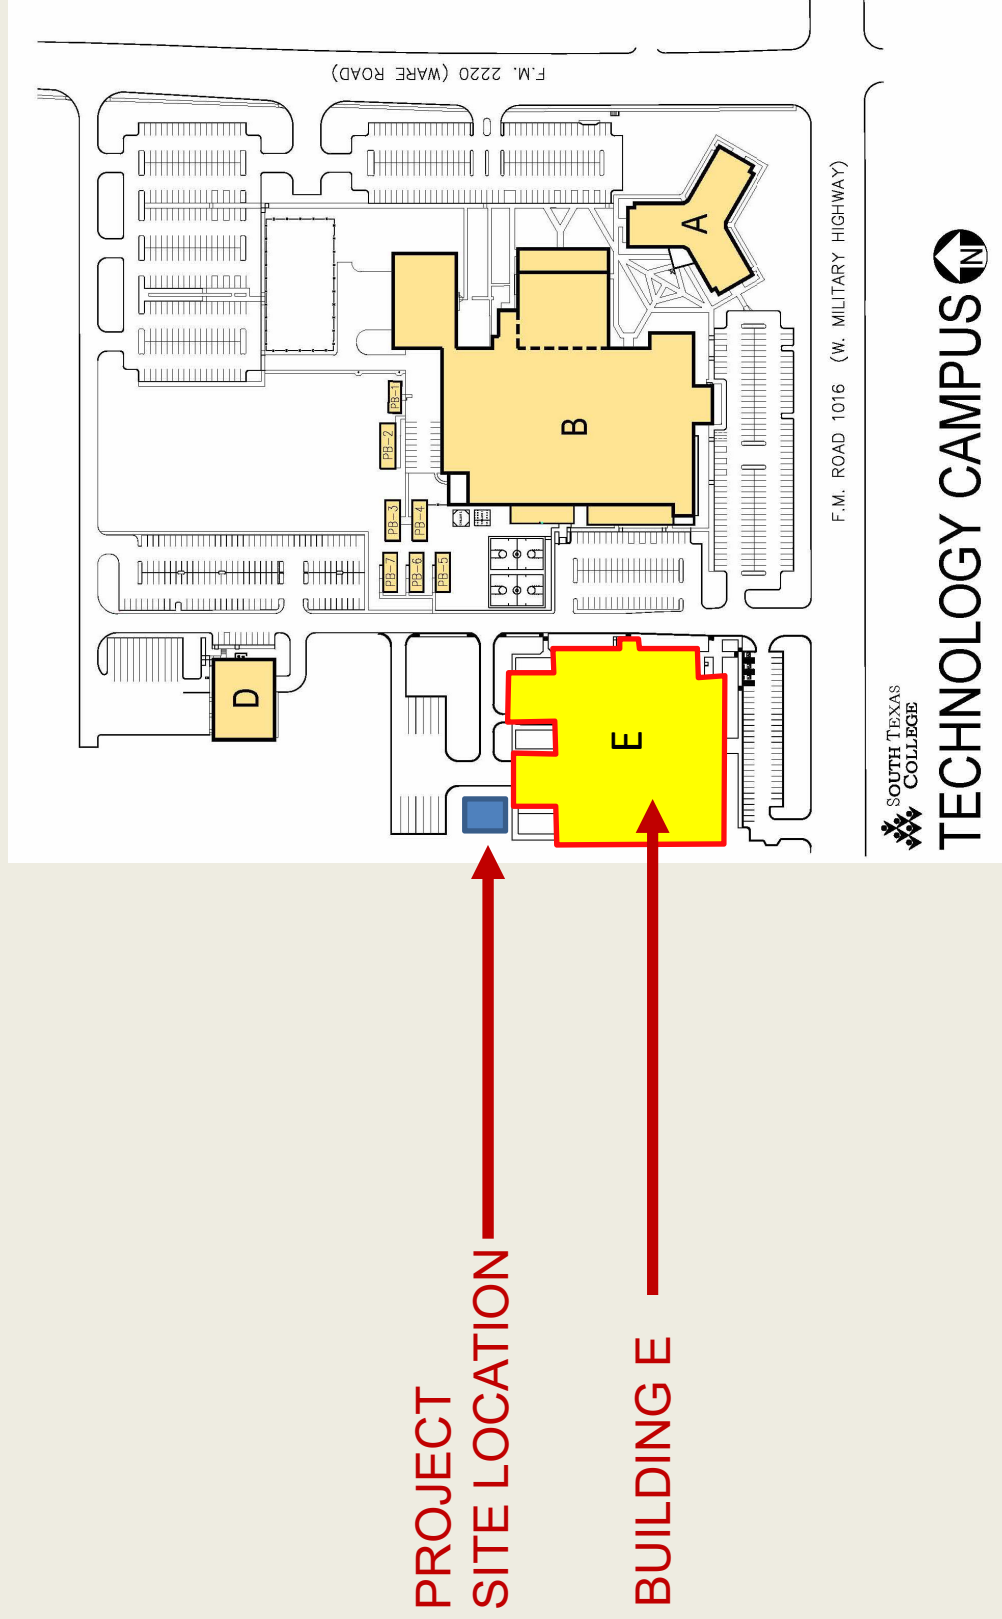 PROJECT
SITE LOCATION
BUILDING E
F.M. 2220 (WARE ROAD)
D
PB-1
PB-2
PB-3
PB-4
PB-7
PB-6
PB-5
B
A
E
F.M. ROAD 1016 (W. MILITARY HIGHWAY)
SOUTH TEXAS
COLLEGE
TECHNOLOGY CAMPUS
N